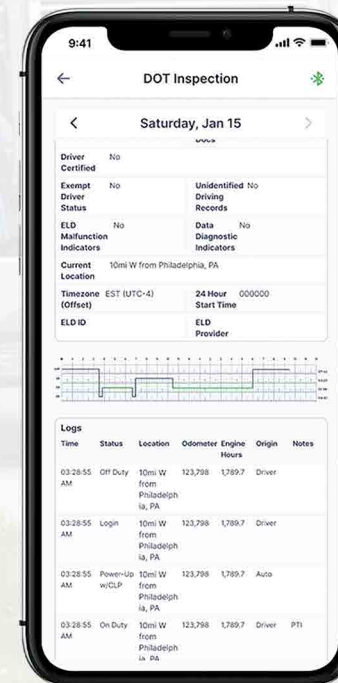 9:41
DOT Inspection
Saturday, Jan 15
Docs
Driver Certified No
Exempt Driver Status No Unidentified Driving Records No
ELD Malfunction Indicators No Data Diagnostic Indicators No
Current Location 10mi W from Philadelphia, PA
Timezone (Offset) EST (UTC-4) 24 Hour Start Time 000000
ELD ID ELD Provider
Logs
Time Status Location Odometer Engine Hours Origin Notes
03:28:55 AM Off Duty 10mi W from Philadelphia, PA 123,798 1,789.7 Driver
03:28:55 AM Login 10mi W from Philadelphia, PA 123,798 1,789.7 Driver
03:28:55 AM Power-Up w/CLP 10mi W from Philadelphia, PA 123,798 1,789.7 Auto
03:28:55 AM On Duty 10mi W from Philadelphia, PA 123,798 1,789.7 Driver PTI